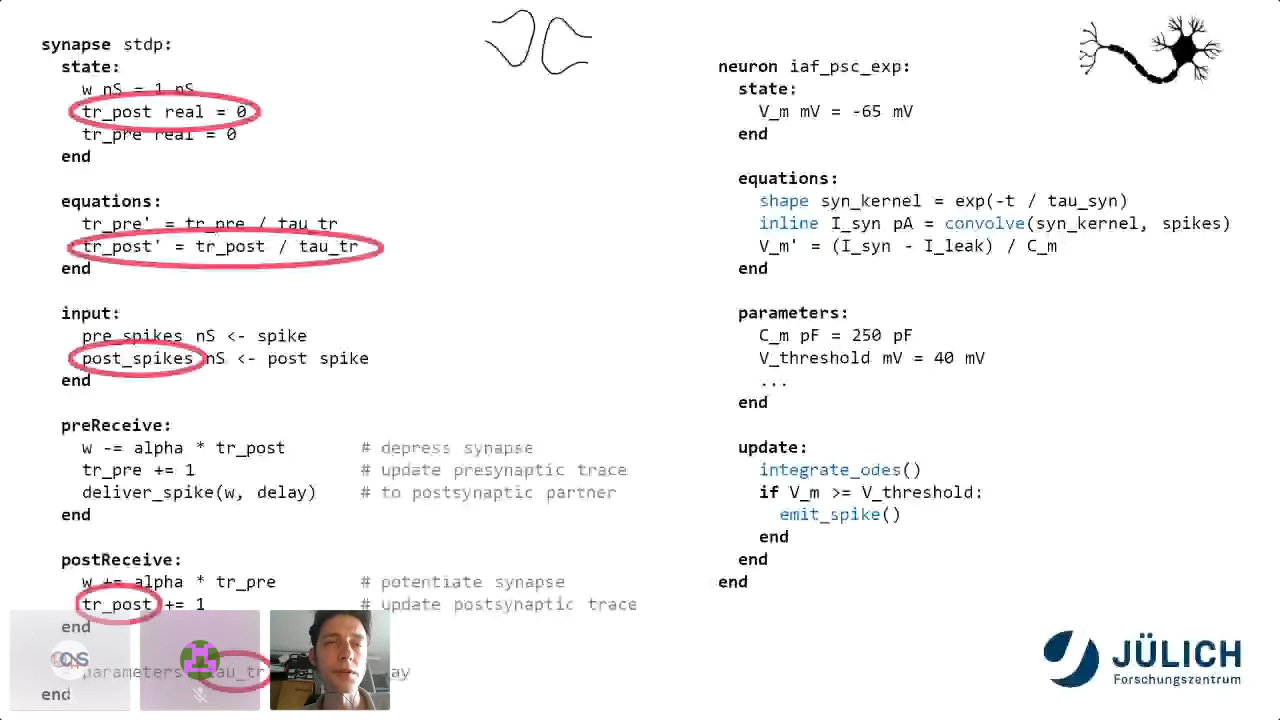 synapse stdp:
state:
w nS = 1 nS
tr_post real = 0
tr_pre real = 0
end
equations:
tr_pre' = tr_pre / tau_tr
tr_post' = tr_post / tau_tr
end
input:
pre_spikes nS <- spike
post_spikes nS <- post spike
end
preReceive:
w -= alpha * tr_post # depress synapse
tr_pre += 1 # update presynaptic trace
deliver_spike(w, delay) # to postsynaptic partner
end
postReceive:
w += alpha * tr_pre # potentiate synapse
tr_post += 1 # update postsynaptic trace
end
parameters tau_tr
end
neuron iaf_psc_exp:
state:
V_m mV = -65 mV
end
equations:
shape syn_kernel = exp(-t / tau_syn)
inline I_syn pA = convolve(syn_kernel, spikes)
V_m' = (I_syn - I_leak) / C_m
end
parameters:
C_m pF = 250 pF
V_threshold mV = 40 mV
...
end
update:
integrate_odes()
if V_m >= V_threshold:
emit_spike()
end
end
end
JÜLICH
Forschungszentrum